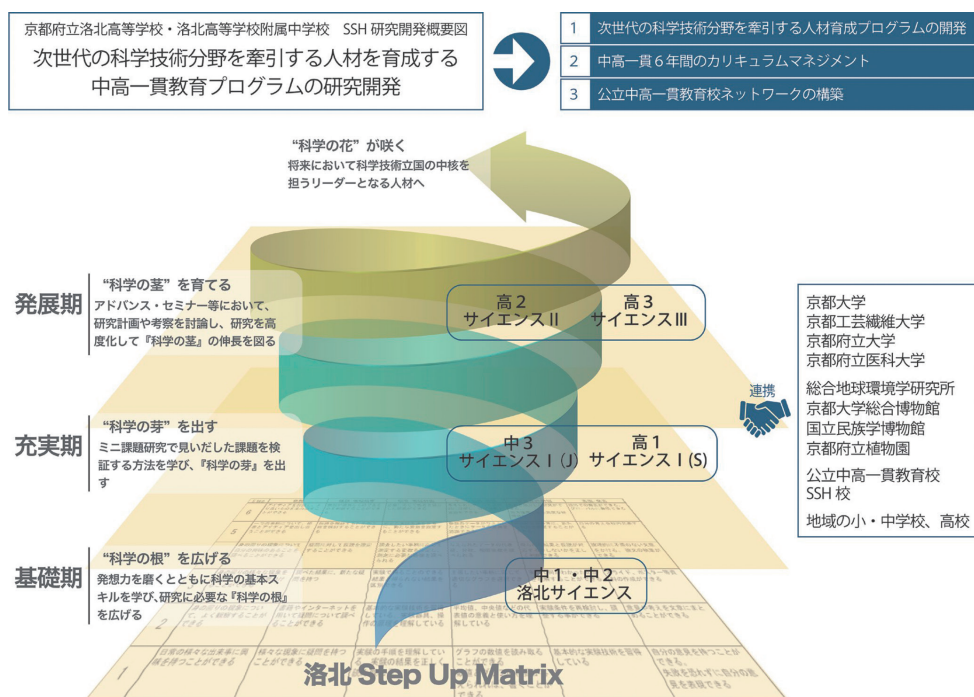 京都府立洛北高等学校・洛北高等学校附属中学校 SSH 研究開発概要図
次世代の科学技術分野を牽引する人材を育成する
中高一貫教育プログラムの研究開発
1 次世代の科学技術分野を牽引する人材育成プログラムの開発
2 中高一貫6年間のカリキュラムマネジメント
3 公立中高一貫教育校ネットワークの構築
“科学の花”が咲く
将来において科学技術立国の中核を
担うリーダーとなる人材へ
発展期
“科学の茎”を育てる
アドバンス・セミナー等において、
研究計画や考察を討論し、研究を高
度化して『科学の茎』の伸長を図る
高2
サイエンスⅡ
高3
サイエンスⅢ
充実期
“科学の芽”を出す
ミニ課題研究で見いだした課題を検
証する方法を学び、『科学の芽』を出
す
中3
サイエンスⅠ(J)
高1
サイエンスⅠ(S)
基礎期
“科学の根”を広げる
発想力を磨くとともに科学の基本ス
キルを学び、研究に必要な『科学の根』
を広げる
中1・中2
洛北サイエンス
連携
京都大学
京都工芸繊維大学
京都府立大学
京都府立医科大学
総合地球環境学研究所
京都大学総合博物館
国立民族学博物館
京都府立植物園
公立中高一貫教育校
SSH 校
地域の小・中学校、高校
洛北 Step Up Matrix